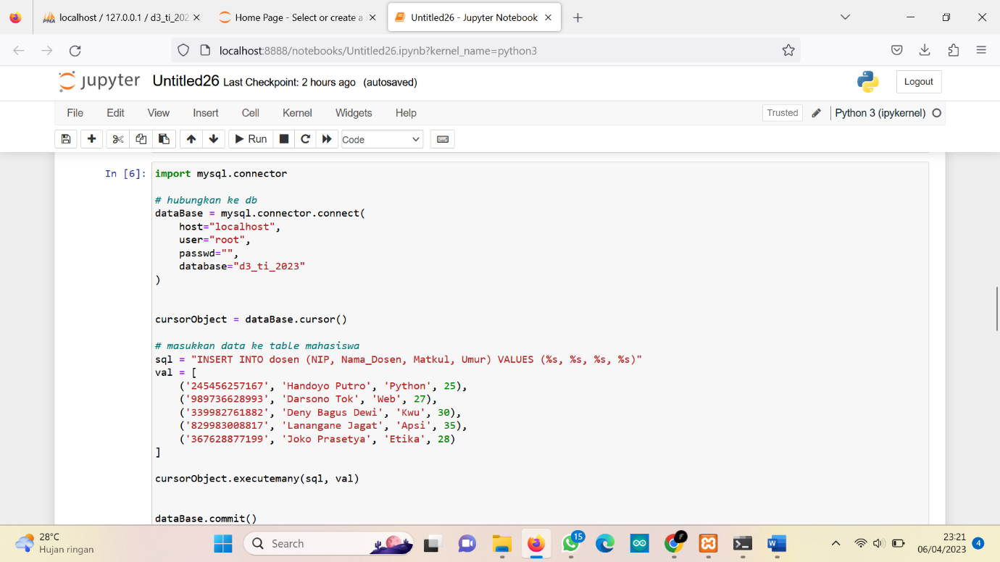 localhost / 127.0.0.1 / d3_ti_202
Home Page - Select or create a
Untitled26 - Jupyter Notebook
localhost:8888/notebooks/Untitled26.ipynb?kernel_name=python3
jupyter Untitled26 Last Checkpoint: 2 hours ago (autosaved)
Logout
File Edit View Insert Cell Kernel Widgets Help
Trusted
Python 3 (ipykernel)
Run
Code
In [6]:
import mysql.connector
# hubungkan ke db
dataBase = mysql.connector.connect(
    host="localhost",
    user="root",
    passwd="",
    database="d3_ti_2023"
)
cursorObject = dataBase.cursor()
# masukkan data ke table mahasiswa
sql = "INSERT INTO dosen (NIP, Nama_Dosen, Matkul, Umur) VALUES (%s, %s, %s, %s)"
val = [
    ('245456257167', 'Handoyo Putro', 'Python', 25),
    ('989736628993', 'Darsono Tok', 'Web', 27),
    ('339982761882', 'Deny Bagus Dewi', 'Kwu', 30),
    ('829983008817', 'Lanangane Jagat', 'Apsi', 35),
    ('367628877199', 'Joko Prasetya', 'Etika', 28)
]
cursorObject.executemany(sql, val)
dataBase.commit()
28°C
Hujan ringan
Search
15
23:21
06/04/2023
4